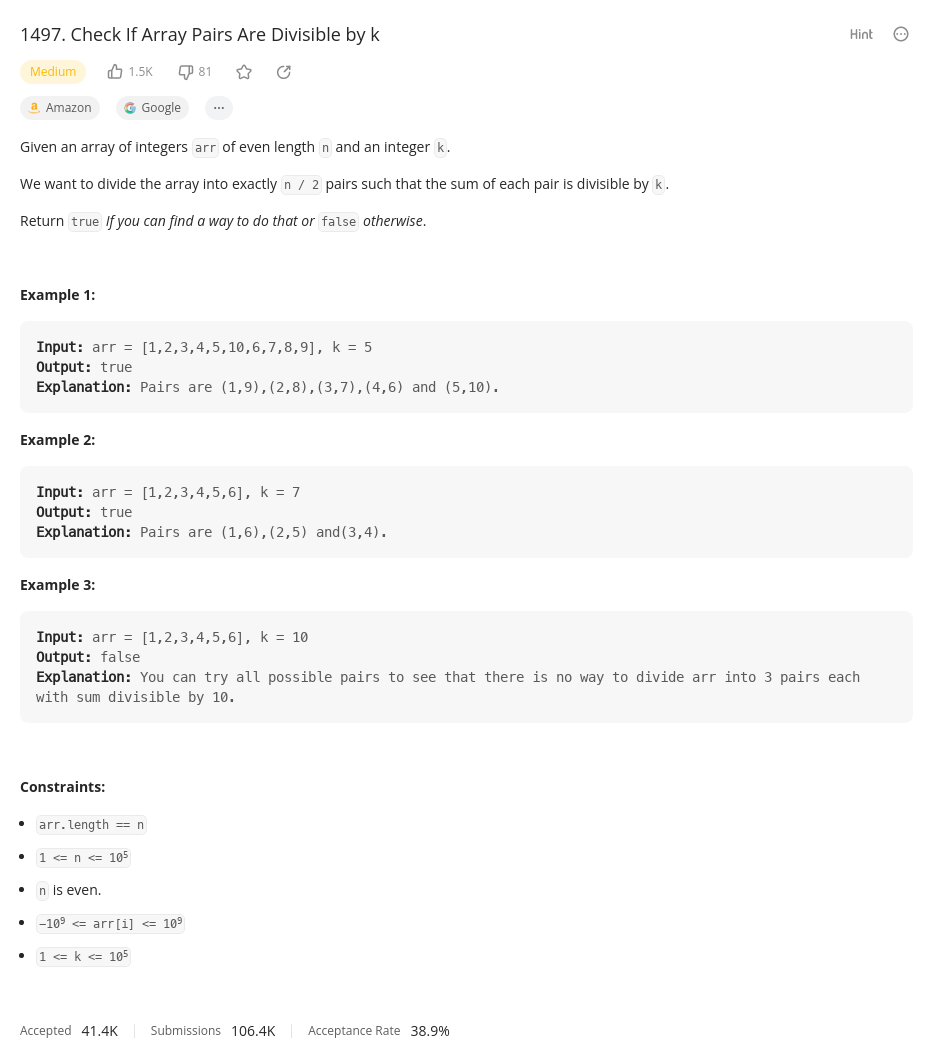 1497. Check If Array Pairs Are Divisible by k
Hint
Medium
1.5K
81
Amazon
Google
Given an array of integers arr of even length n and an integer k.
We want to divide the array into exactly n / 2 pairs such that the sum of each pair is divisible by k.
Return true If you can find a way to do that or false otherwise.
Example 1:
Input: arr = [1,2,3,4,5,10,6,7,8,9], k = 5
Output: true
Explanation: Pairs are (1,9),(2,8),(3,7),(4,6) and (5,10).
Example 2:
Input: arr = [1,2,3,4,5,6], k = 7
Output: true
Explanation: Pairs are (1,6),(2,5) and(3,4).
Example 3:
Input: arr = [1,2,3,4,5,6], k = 10
Output: false
Explanation: You can try all possible pairs to see that there is no way to divide arr into 3 pairs each
with sum divisible by 10.
Constraints:
arr.length == n
1 <= n <= 10⁵
n is even.
−10⁹ <= arr[i] <= 10⁹
1 <= k <= 10⁵
Accepted 41.4K Submissions 106.4K Acceptance Rate 38.9%